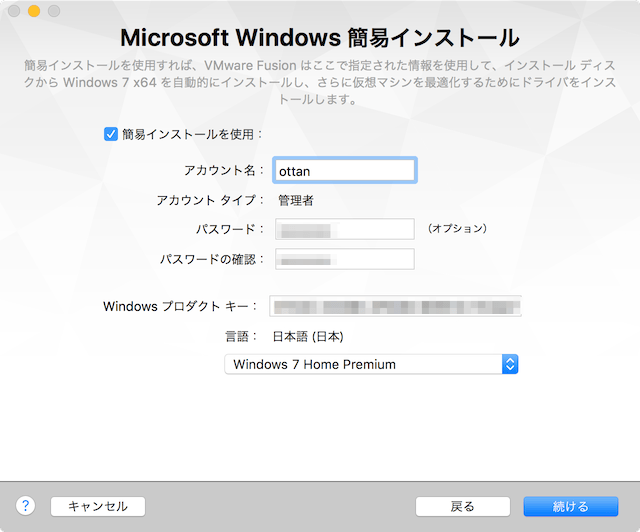 Microsoft Windows 簡易インストール
簡易インストールを使用すれば、VMware Fusion はここで指定された情報を使用して、インストール ディス
クから Windows 7 x64 を自動的にインストールし、さらに仮想マシンを最適化するためにドライバをインス
トールします。
簡易インストールを使用：
アカウント名： ottan
アカウント タイプ： 管理者
パスワード： （オプション）
パスワードの確認：
Windows プロダクト キー：
言語： 日本語 (日本)
Windows 7 Home Premium
? キャンセル 戻る 続ける